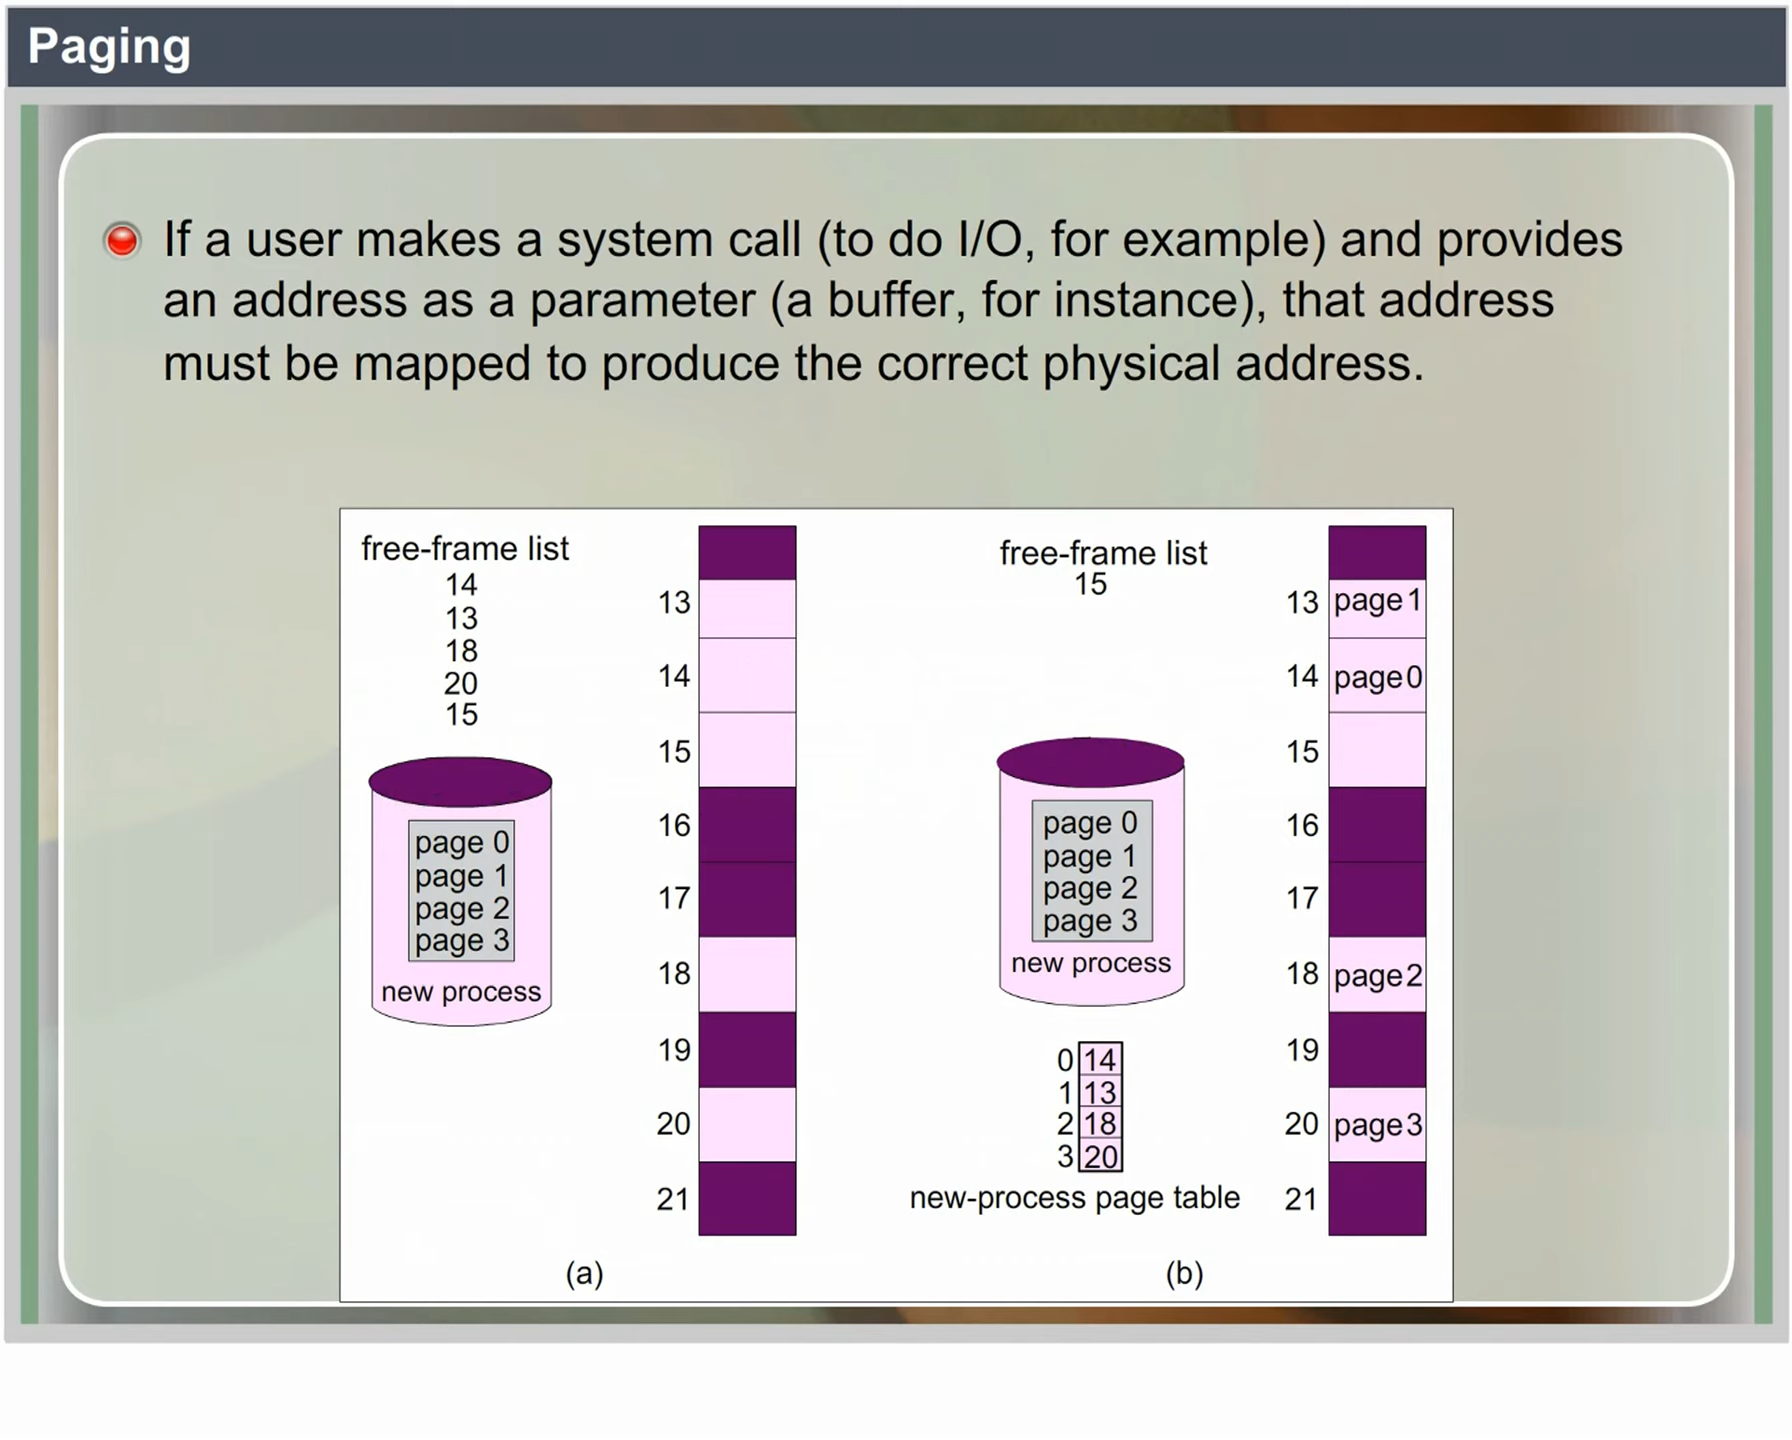 Paging
If a user makes a system call (to do I/O, for example) and provides
an address as a parameter (a buffer, for instance), that address
must be mapped to produce the correct physical address.
free-frame list
14
13
18
20
15
page 0
page 1
page 2
page 3
new process
13
14
15
16
17
18
19
20
21
(a)
free-frame list
15
page 0
page 1
page 2
page 3
new process
0 14
1 13
2 18
3 20
new-process page table
13 page 1
14 page 0
15
16
17
18 page 2
19
20 page 3
21
(b)